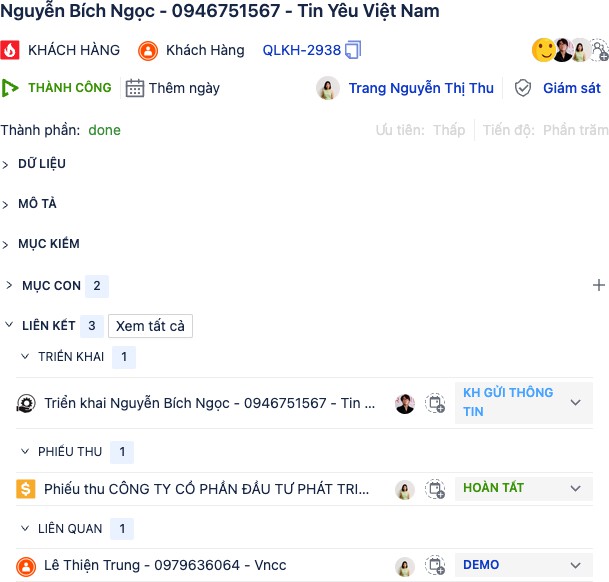 Nguyễn Bích Ngọc - 0946751567 - Tin Yêu Việt Nam
KHÁCH HÀNG Khách Hàng QLKH-2938
THÀNH CÔNG Thêm ngày Trang Nguyễn Thị Thu Giám sát
Thành phần: done Ưu tiên: Thấp Tiến độ: Phần trăm
DỮ LIỆU
MÔ TẢ
MỤC KIỂM
MỤC CON 2
LIÊN KẾT 3 Xem tất cả
TRIỂN KHAI 1
Triển khai Nguyễn Bích Ngọc - 0946751567 - Tin ... KH GỬI THÔNG
TIN
PHIẾU THU 1
Phiếu thu CÔNG TY CỔ PHẦN ĐẦU TƯ PHÁT TRI... HOÀN TẤT
LIÊN QUAN 1
Lê Thiện Trung - 0979636064 - Vncc DEMO